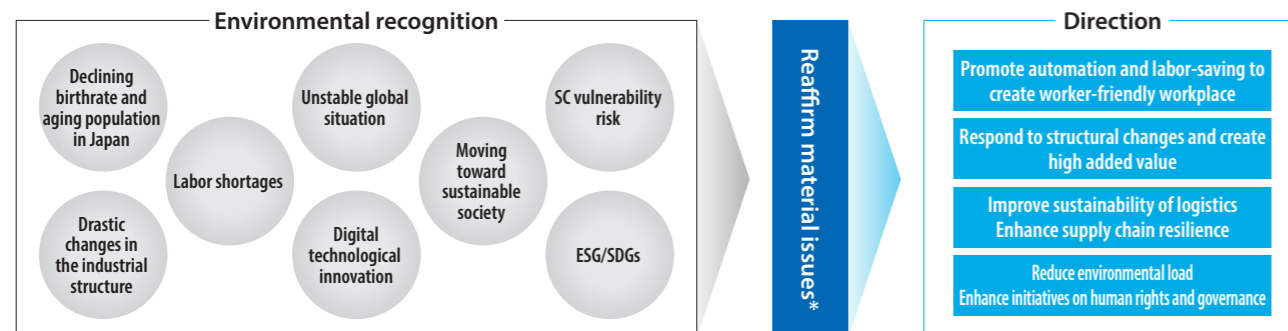 Environmental recognition
Declining
birthrate and
aging population
in Japan
Labor shortages
Drastic
changes in
the industrial
structure
Unstable global
situation
Digital
technological
innovation
Moving
toward
sustainable
society
SC vulnerability
risk
ESG/SDGs
Reaffirm material issues*
Direction
Promote automation and labor-saving to
create worker-friendly workplace
Respond to structural changes and create
high added value
Improve sustainability of logistics
Enhance supply chain resilience
Reduce environmental load
Enhance initiatives on human rights and governance